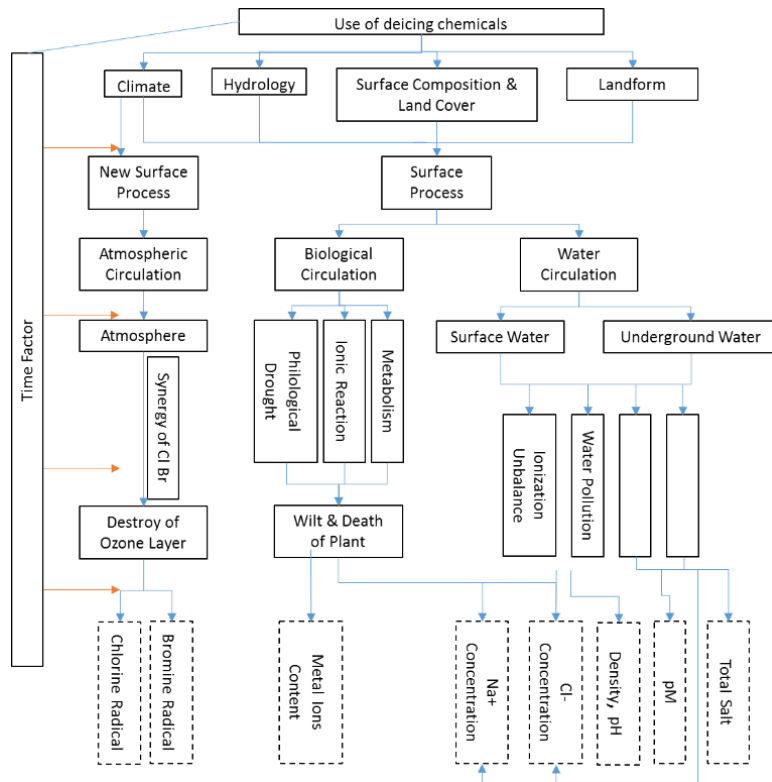 Use of deicing chemicals
Time Factor
Climate
Hydrology
Surface Composition &
Land Cover
Landform
New Surface
Process
Surface
Process
Atmospheric
Circulation
Biological
Circulation
Water
Circulation
Atmosphere
Surface Water
Underground Water
Synergy of Cl Br
Philological
Drought
Ionic Reaction
Metabolism
Ionization
Unbalance
Water Pollution
Destroy of
Ozone Layer
Wilt & Death
of Plant
Chlorine Radical
Bromine Radical
Metal Ions
Content
Na+
Concentration
Cl-
Concentration
Density, pH
pM
Total Salt